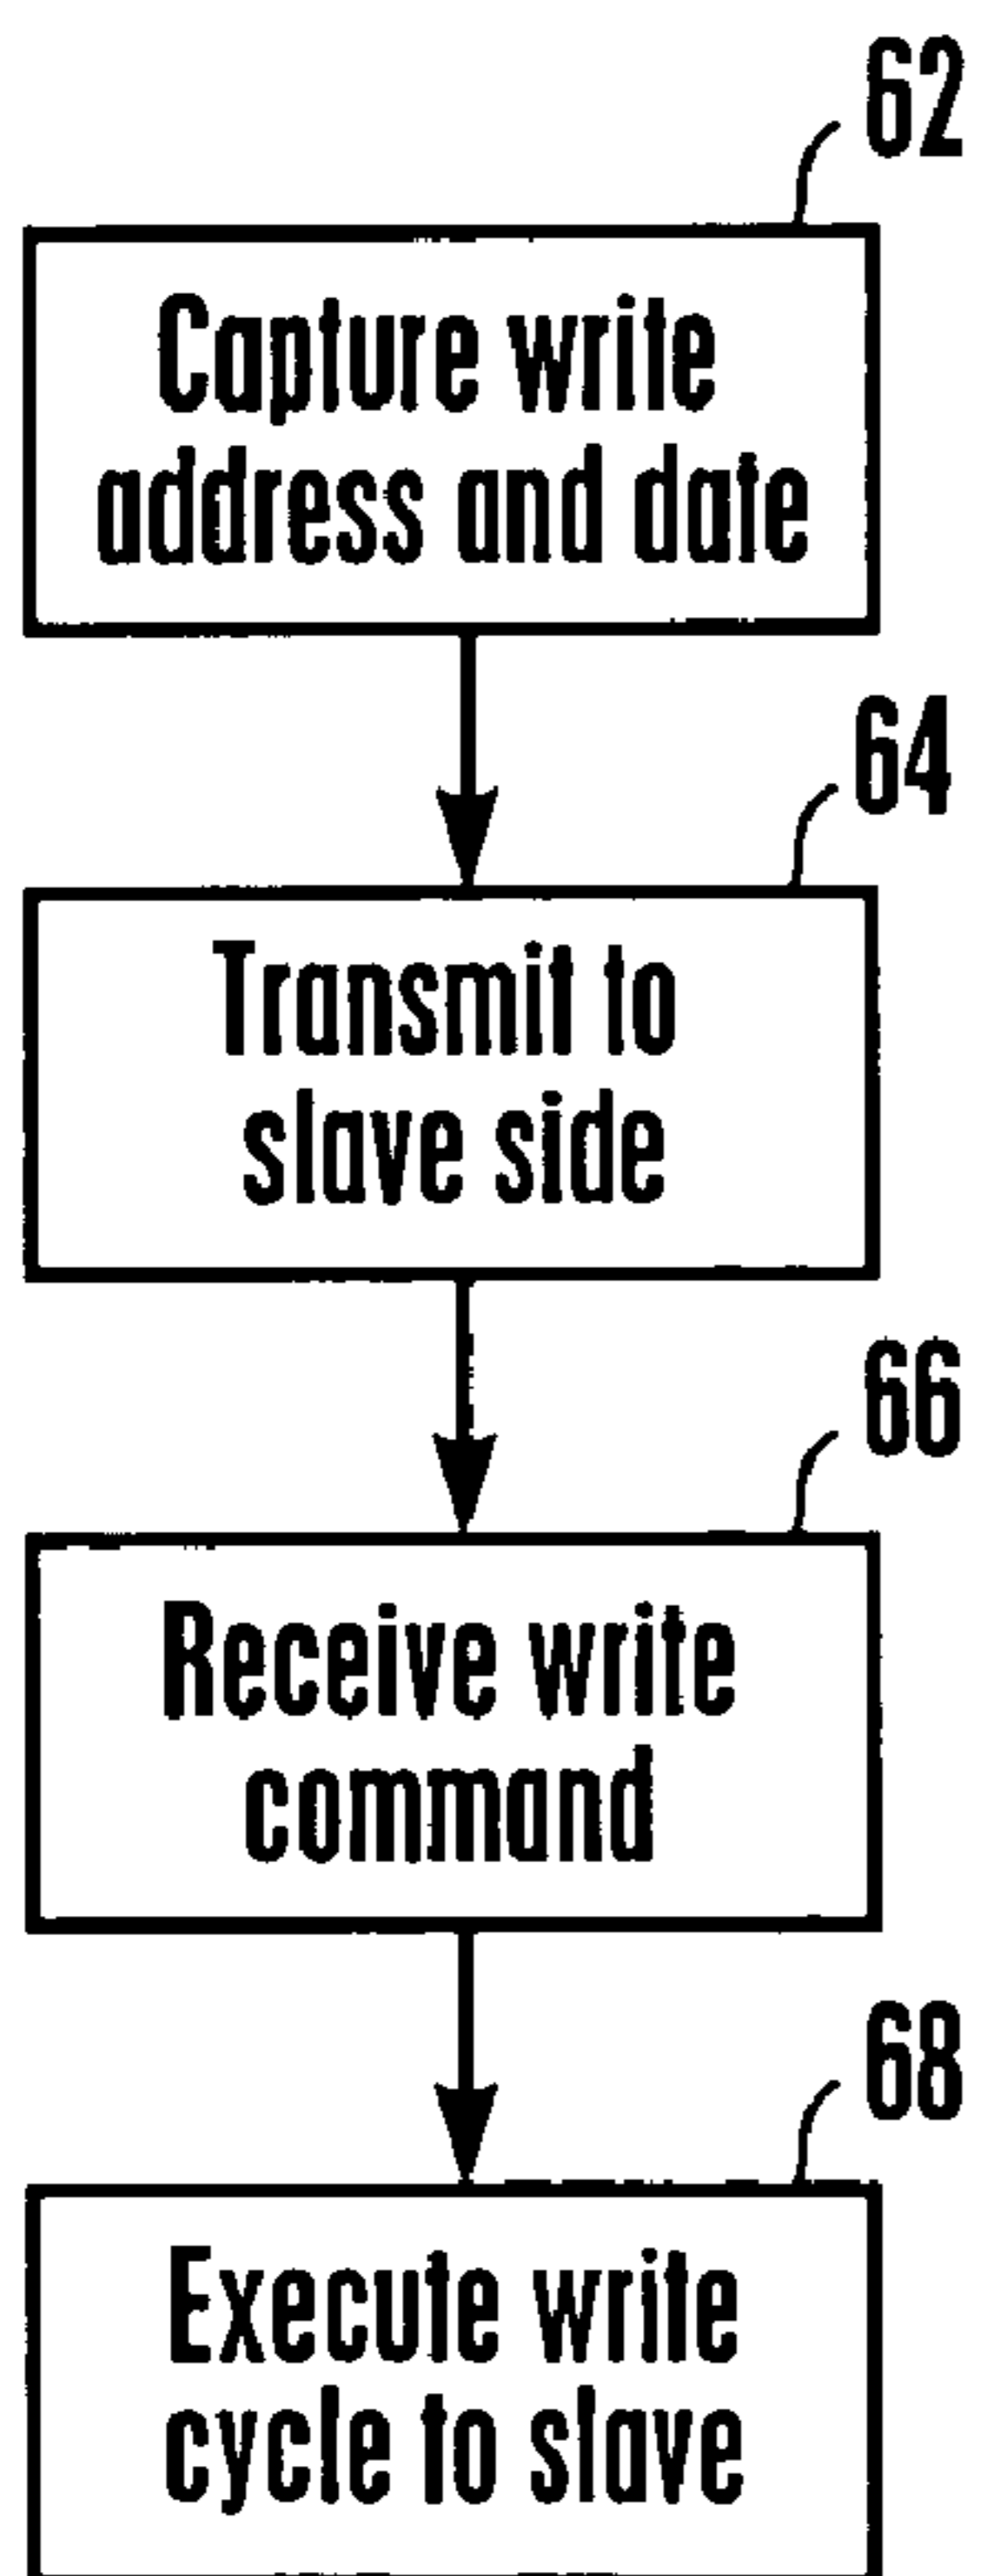 62
Capture write
address and date
64
Transmit to
slave side
66
Receive write
command
68
Execute write
cycle to slave